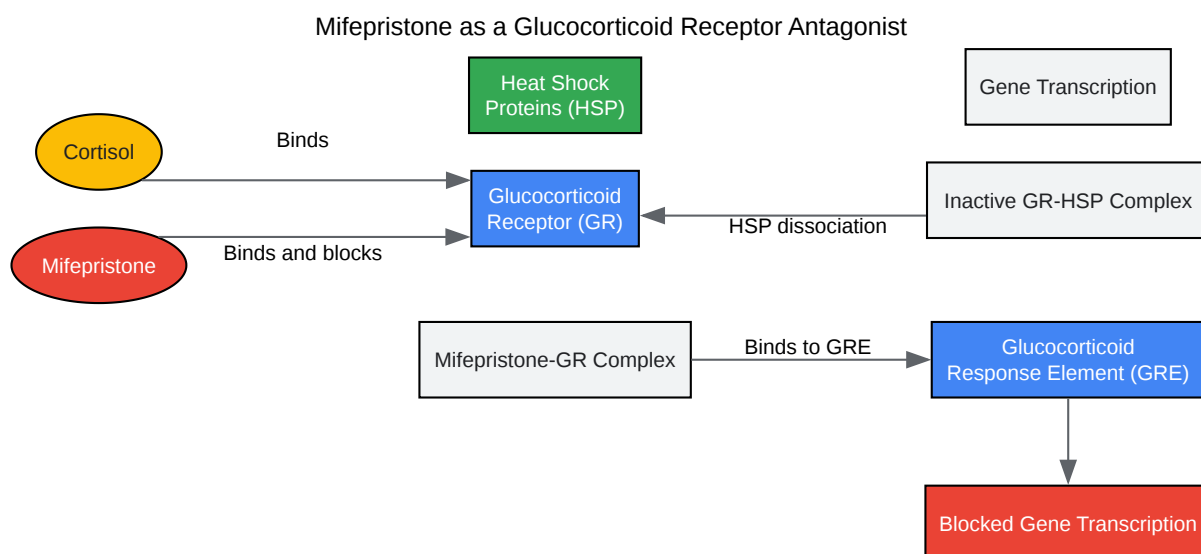 Mifepristone as a Glucocorticoid Receptor Antagonist
Heat Shock
Proteins (HSP)
Gene Transcription
Cortisol
Binds
Glucocorticoid
Receptor (GR)
Inactive GR-HSP Complex
HSP dissociation
Mifepristone
Binds and blocks
Mifepristone-GR Complex
Binds to GRE
Glucocorticoid
Response Element (GRE)
Blocked Gene Transcription